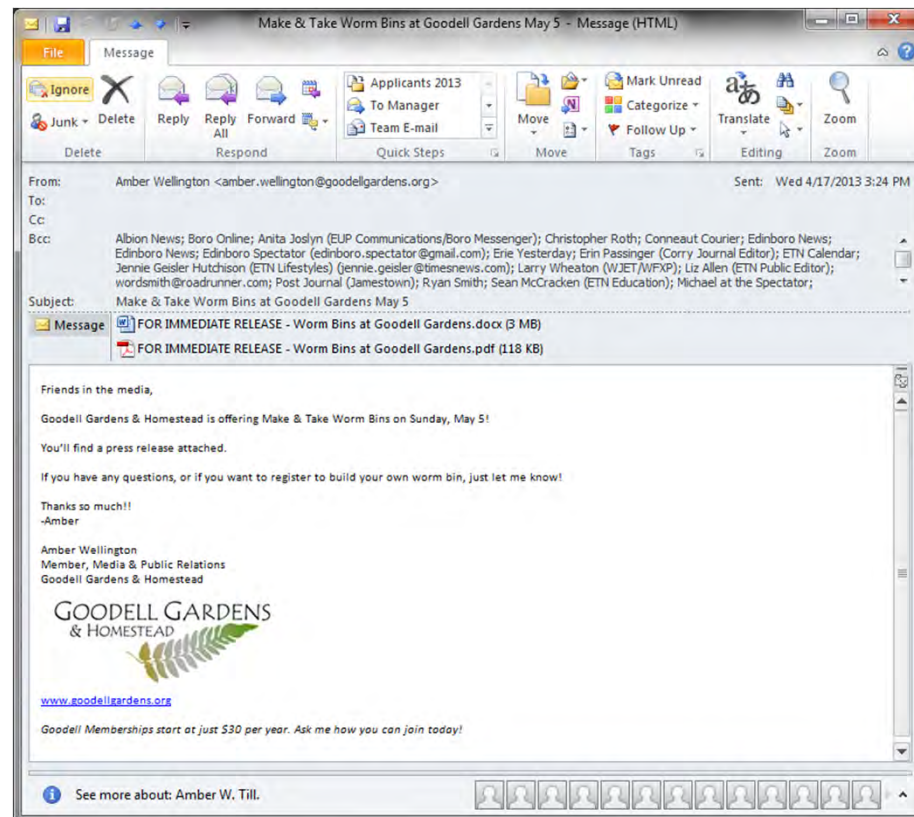 Make & Take Worm Bins at Goodell Gardens May 5 - Message (HTML)
File Message
Ignore
Junk
Delete
Delete
Reply
Reply All
Forward
Respond
Applicants 2013
To Manager
Team E-mail
Quick Steps
Move
Move
Mark Unread
Categorize
Follow Up
Tags
Translate
Editing
Zoom
Zoom
From: Amber Wellington <amber.wellington@goodellgardens.org> Sent: Wed 4/17/2013 3:24 PM
To:
Cc:
Bcc: Albion News; Boro Online; Anita Joslyn (EUP Communications/Boro Messenger); Christopher Roth; Conneaut Courier; Edinboro News;
Edinboro News; Edinboro Spectator (edinboro.spectator@gmail.com); Erie Yesterday; Erin Passinger (Corry Journal Editor); ETN Calendar;
Jennie Geisler Hutchison (ETN Lifestyles) (jennie.geisler@timesnews.com); Larry Wheaton (WJET/WFXP); Liz Allen (ETN Public Editor);
wordsmith@roadrunner.com; Post Journal (Jamestown); Ryan Smith; Sean McCracken (ETN Education); Michael at the Spectator;
Subject: Make & Take Worm Bins at Goodell Gardens May 5
Message FOR IMMEDIATE RELEASE - Worm Bins at Goodell Gardens.docx (3 MB)
FOR IMMEDIATE RELEASE - Worm Bins at Goodell Gardens.pdf (118 KB)
Friends in the media,
Goodell Gardens & Homestead is offering Make & Take Worm Bins on Sunday, May 5!
You'll find a press release attached.
If you have any questions, or if you want to register to build your own worm bin, just let me know!
Thanks so much!!
-Amber
Amber Wellington
Member, Media & Public Relations
Goodell Gardens & Homestead
GOODELL GARDENS
& HOMESTEAD
www.goodellgardens.org
Goodell Memberships start at just $30 per year. Ask me how you can join today!
See more about: Amber W. Till.